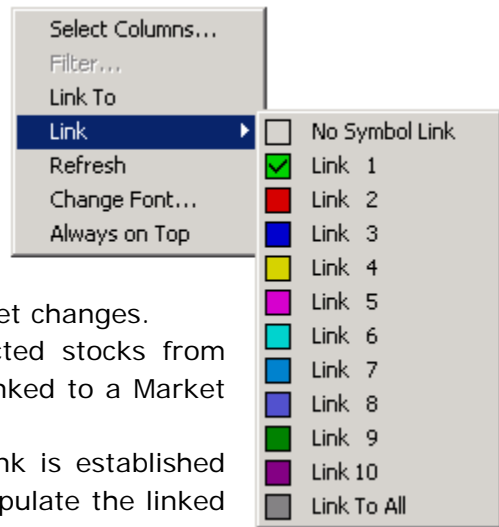 Select Columns...
Filter...
Link To
Link
Refresh
Change Font...
Always on Top
No Symbol Link
Link 1
Link 2
Link 3
Link 4
Link 5
Link 6
Link 7
Link 8
Link 9
Link 10
Link To All
et changes.
cted stocks from
nked to a Market
nk is established
pulate the linked